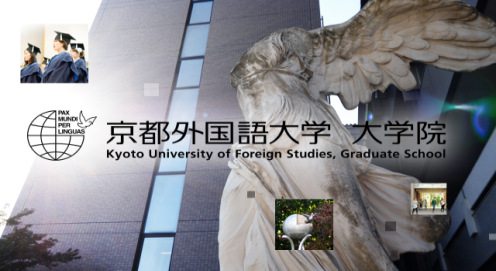 PAX
MUNDI
PER
LINGUAS
京都外国語大学 大学院
Kyoto University of Foreign Studies, Graduate School